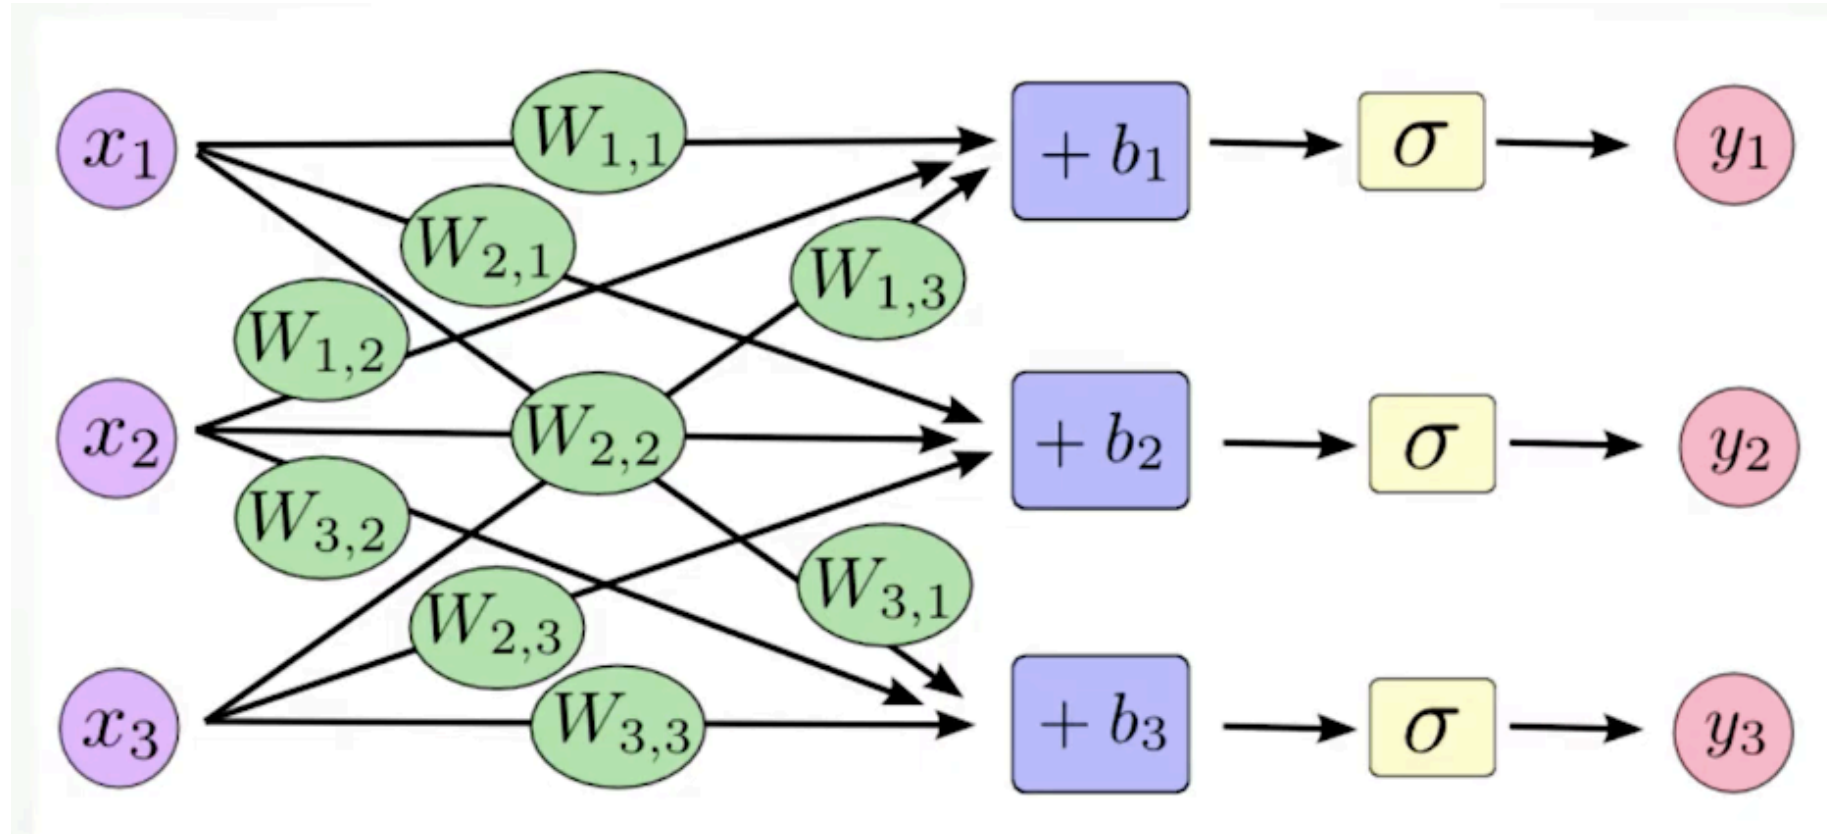 x₁ W₁,₁ + b₁ σ y₁
W₂,₁ W₁,₃
W₁,₂
x₂ W₂,₂ + b₂ σ y₂
W₃,₂ W₃,₁
W₂,₃
x₃ W₃,₃ + b₃ σ y₃